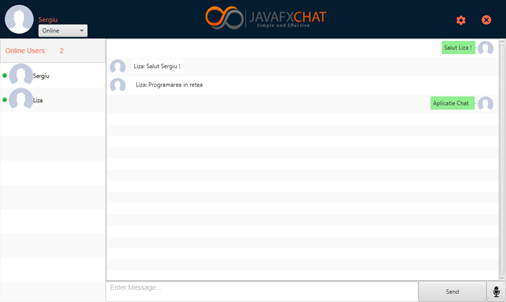 Sergiu
Online
JAVAFXCHAT
Simple and Effective
Online Users: 2
Sergiu
Liza
Salut Liza !
Liza: Salut Sergiu !
Liza: Programarea in retea
Aplicatie Chat
Enter Message...
Send